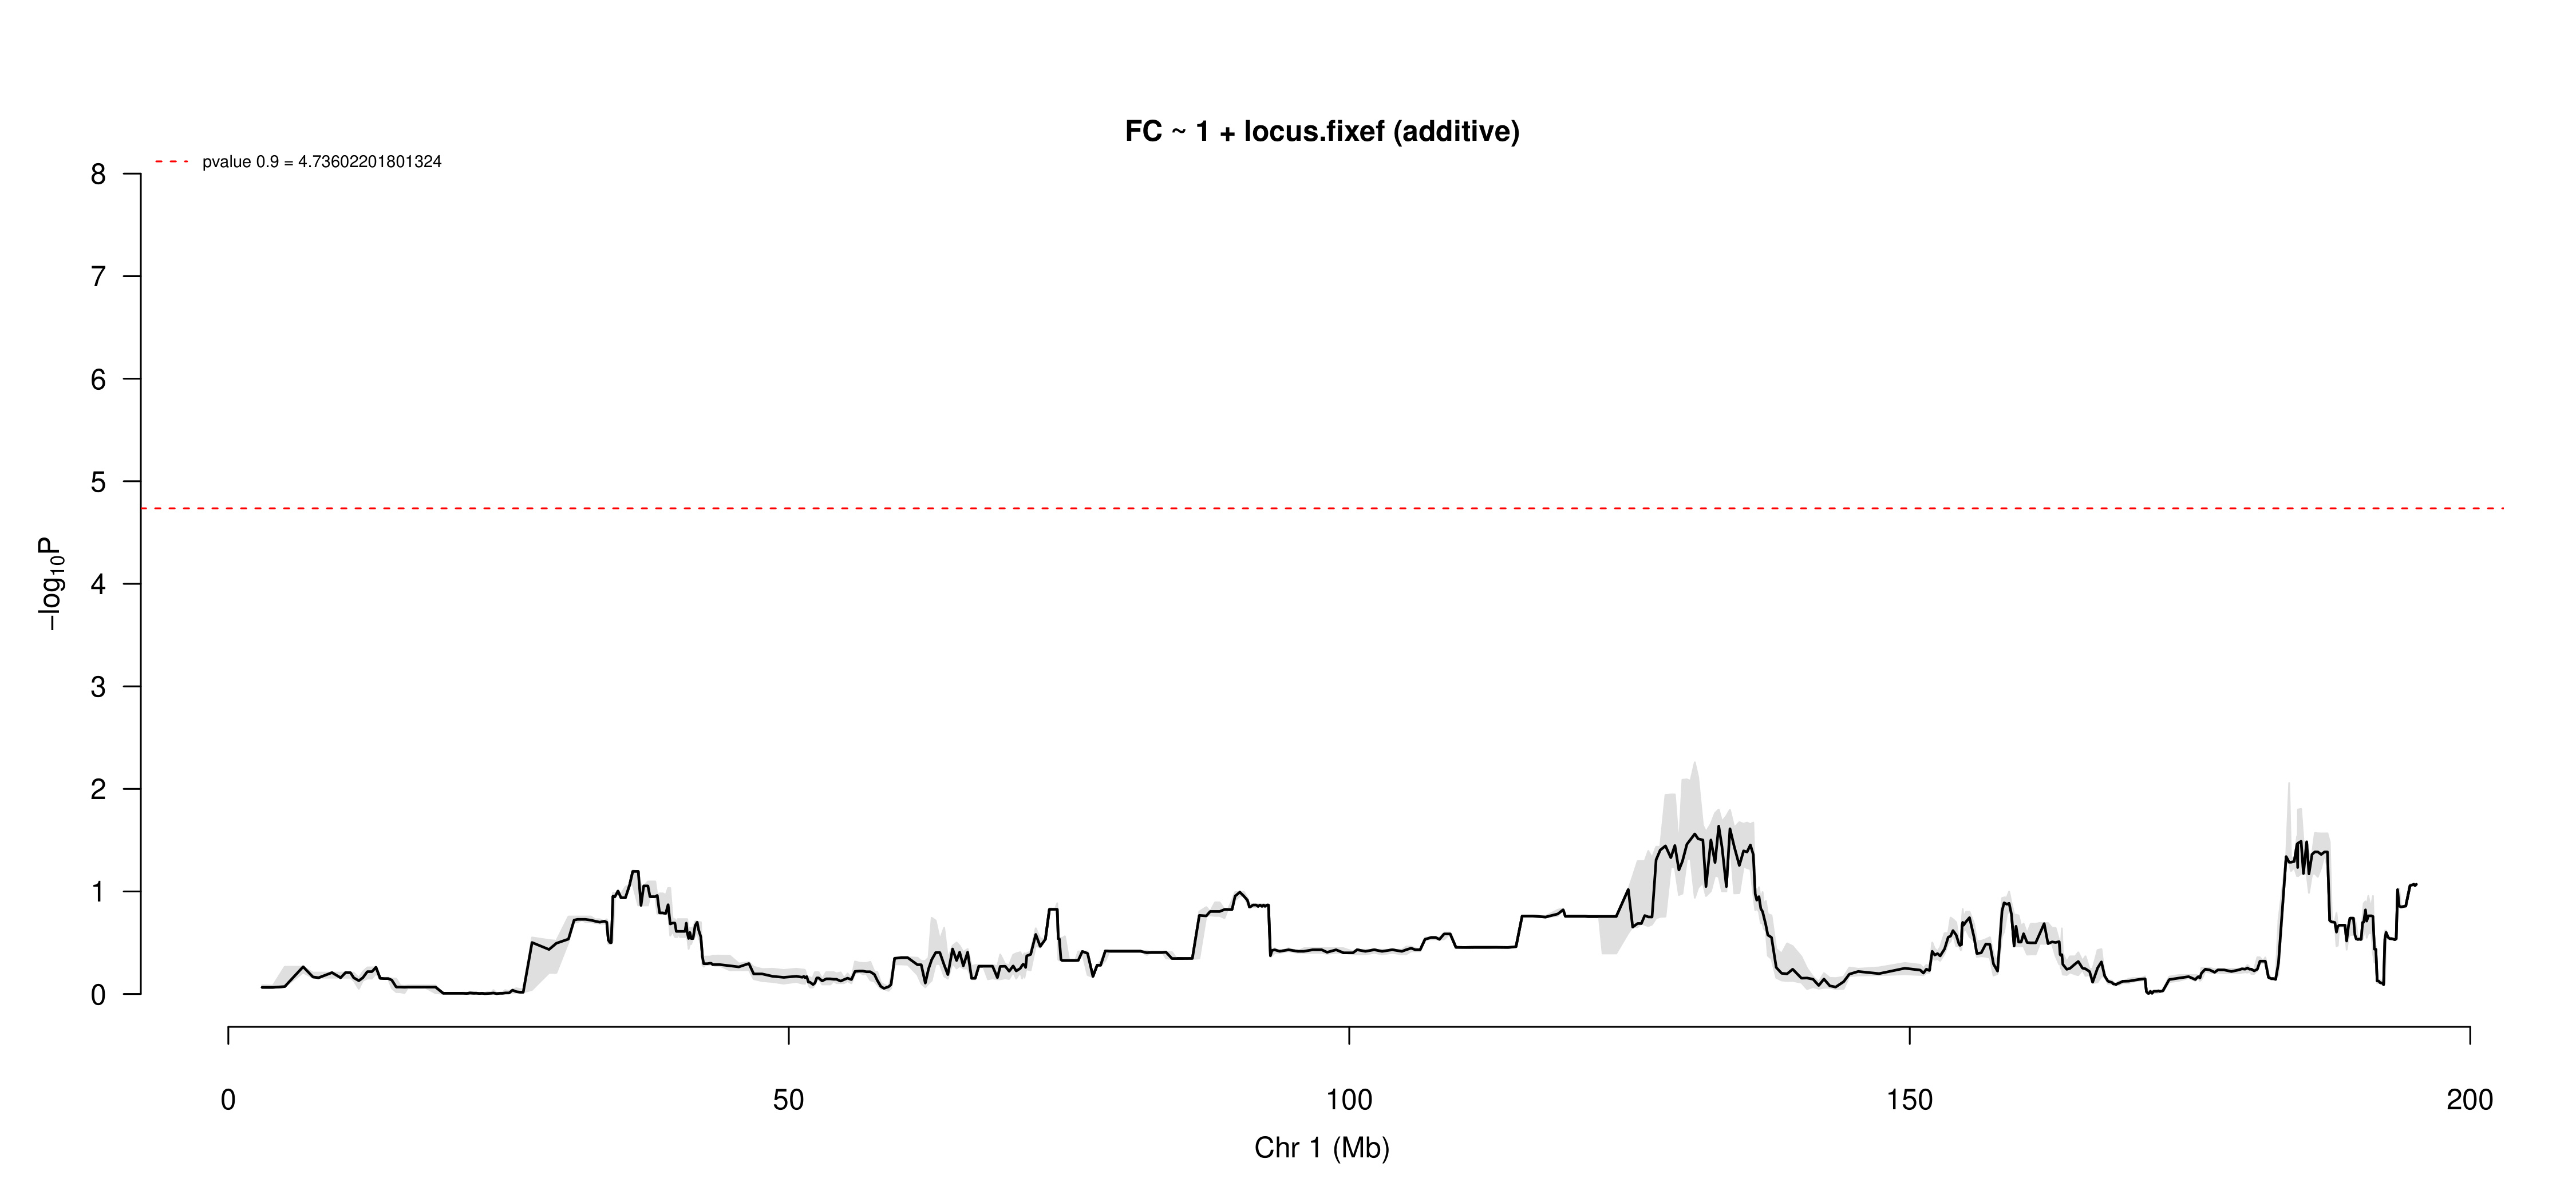 FC ~ 1 + locus.fixef (additive)
pvalue 0.9 = 4.73602201801324
8
7
6
5
4
3
2
1
0
−log10P
0 50 100 150 200
Chr 1 (Mb)